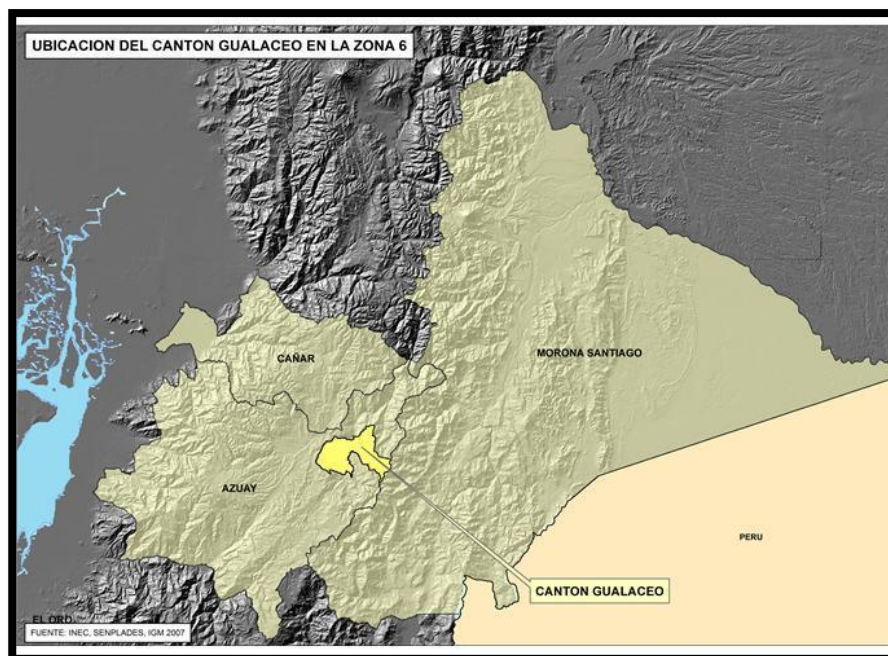 UBICACION DEL CANTON GUALACEO EN LA ZONA 6
CAÑAR
MORONA SANTIAGO
AZUAY
PERU
CANTON GUALACEO
EL ORO
FUENTE: INEC, SENPLADES, IGM 2007